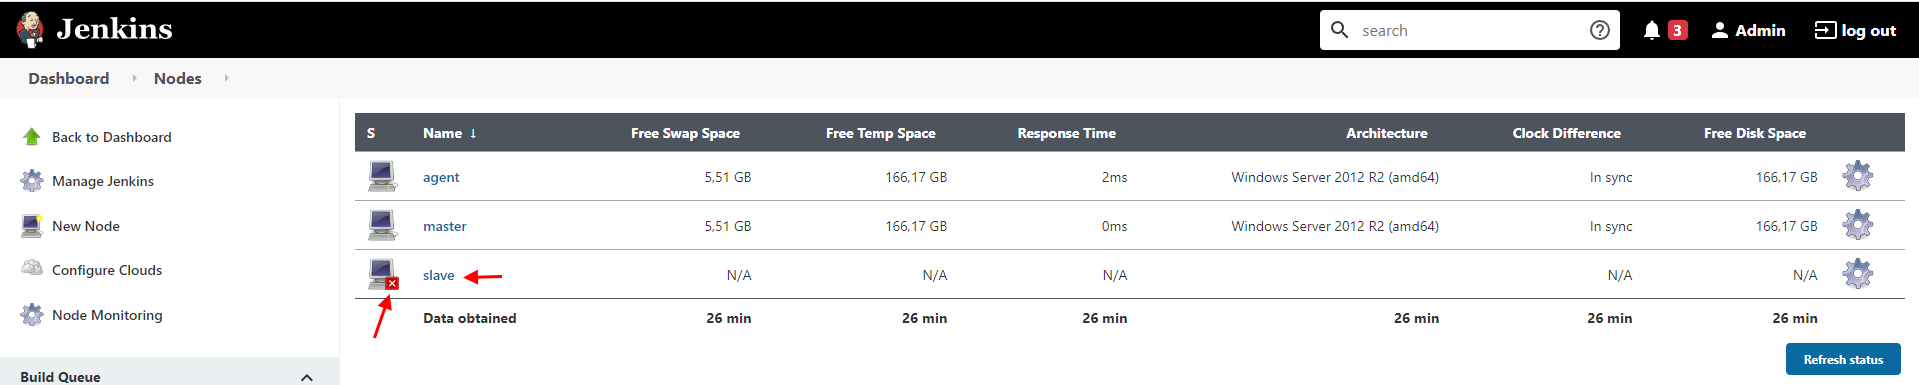 Jenkins search 3 Admin log out
Dashboard Nodes
S Name ↓ Free Swap Space Free Temp Space Response Time Architecture Clock Difference Free Disk Space
Back to Dashboard
agent 5,51 GB 166,17 GB 2ms Windows Server 2012 R2 (amd64) In sync 166,17 GB
Manage Jenkins
New Node
master 5,51 GB 166,17 GB 0ms Windows Server 2012 R2 (amd64) In sync 166,17 GB
Configure Clouds
slave N/A N/A N/A N/A N/A
Node Monitoring
Data obtained 26 min 26 min 26 min 26 min 26 min 26 min
Refresh status
Build Queue